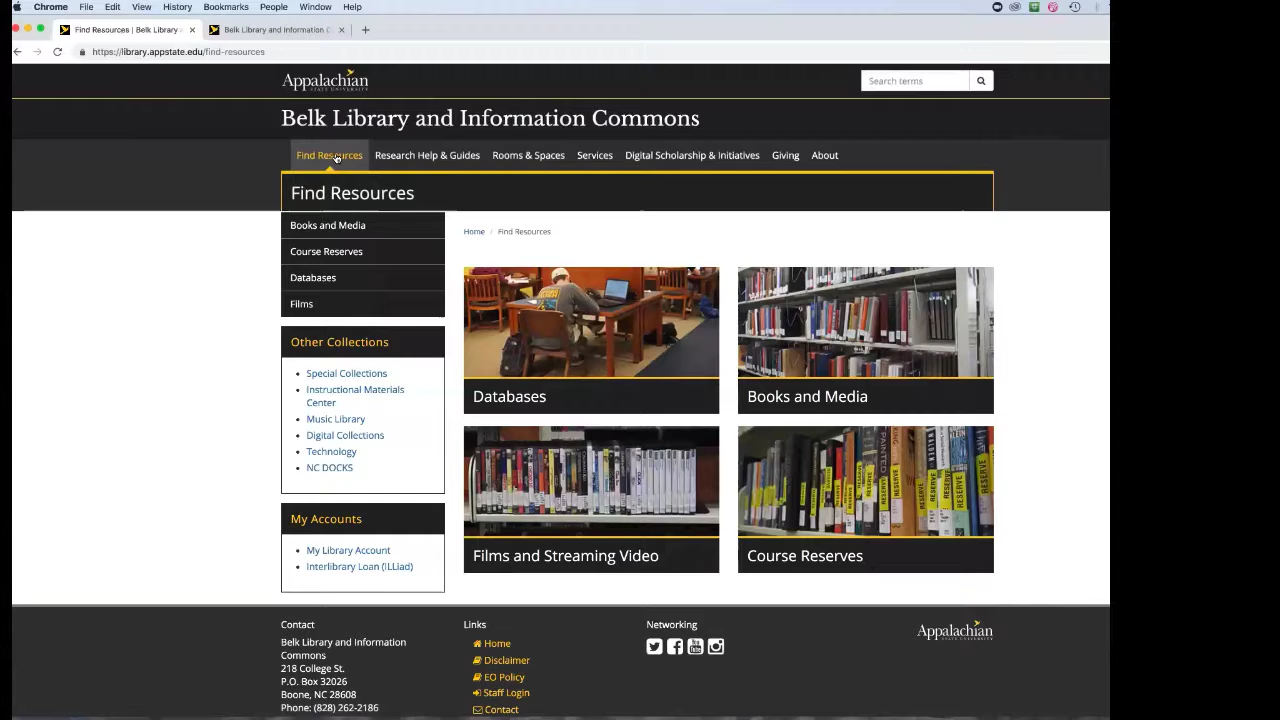 Chrome File Edit View History Bookmarks People Window Help
Find Resources | Belk Library Belk Library and Information C
https://library.appstate.edu/find-resources
Appalachian
STATE UNIVERSITY
Search terms
Belk Library and Information Commons
Find Resources Research Help & Guides Rooms & Spaces Services Digital Scholarship & Initiatives Giving About
Find Resources
Books and Media
Course Reserves
Databases
Films
Home / Find Resources
Other Collections
Special Collections
Instructional Materials
Center
Music Library
Digital Collections
Technology
NC DOCKS
My Accounts
My Library Account
Interlibrary Loan (ILLiad)
Databases
Books and Media
Films and Streaming Video
Course Reserves
Contact
Belk Library and Information
Commons
218 College St.
P.O. Box 32026
Boone, NC 28608
Phone: (828) 262-2186
Links
Home
Disclaimer
EO Policy
Staff Login
Contact
Networking
Appalachian
STATE UNIVERSITY